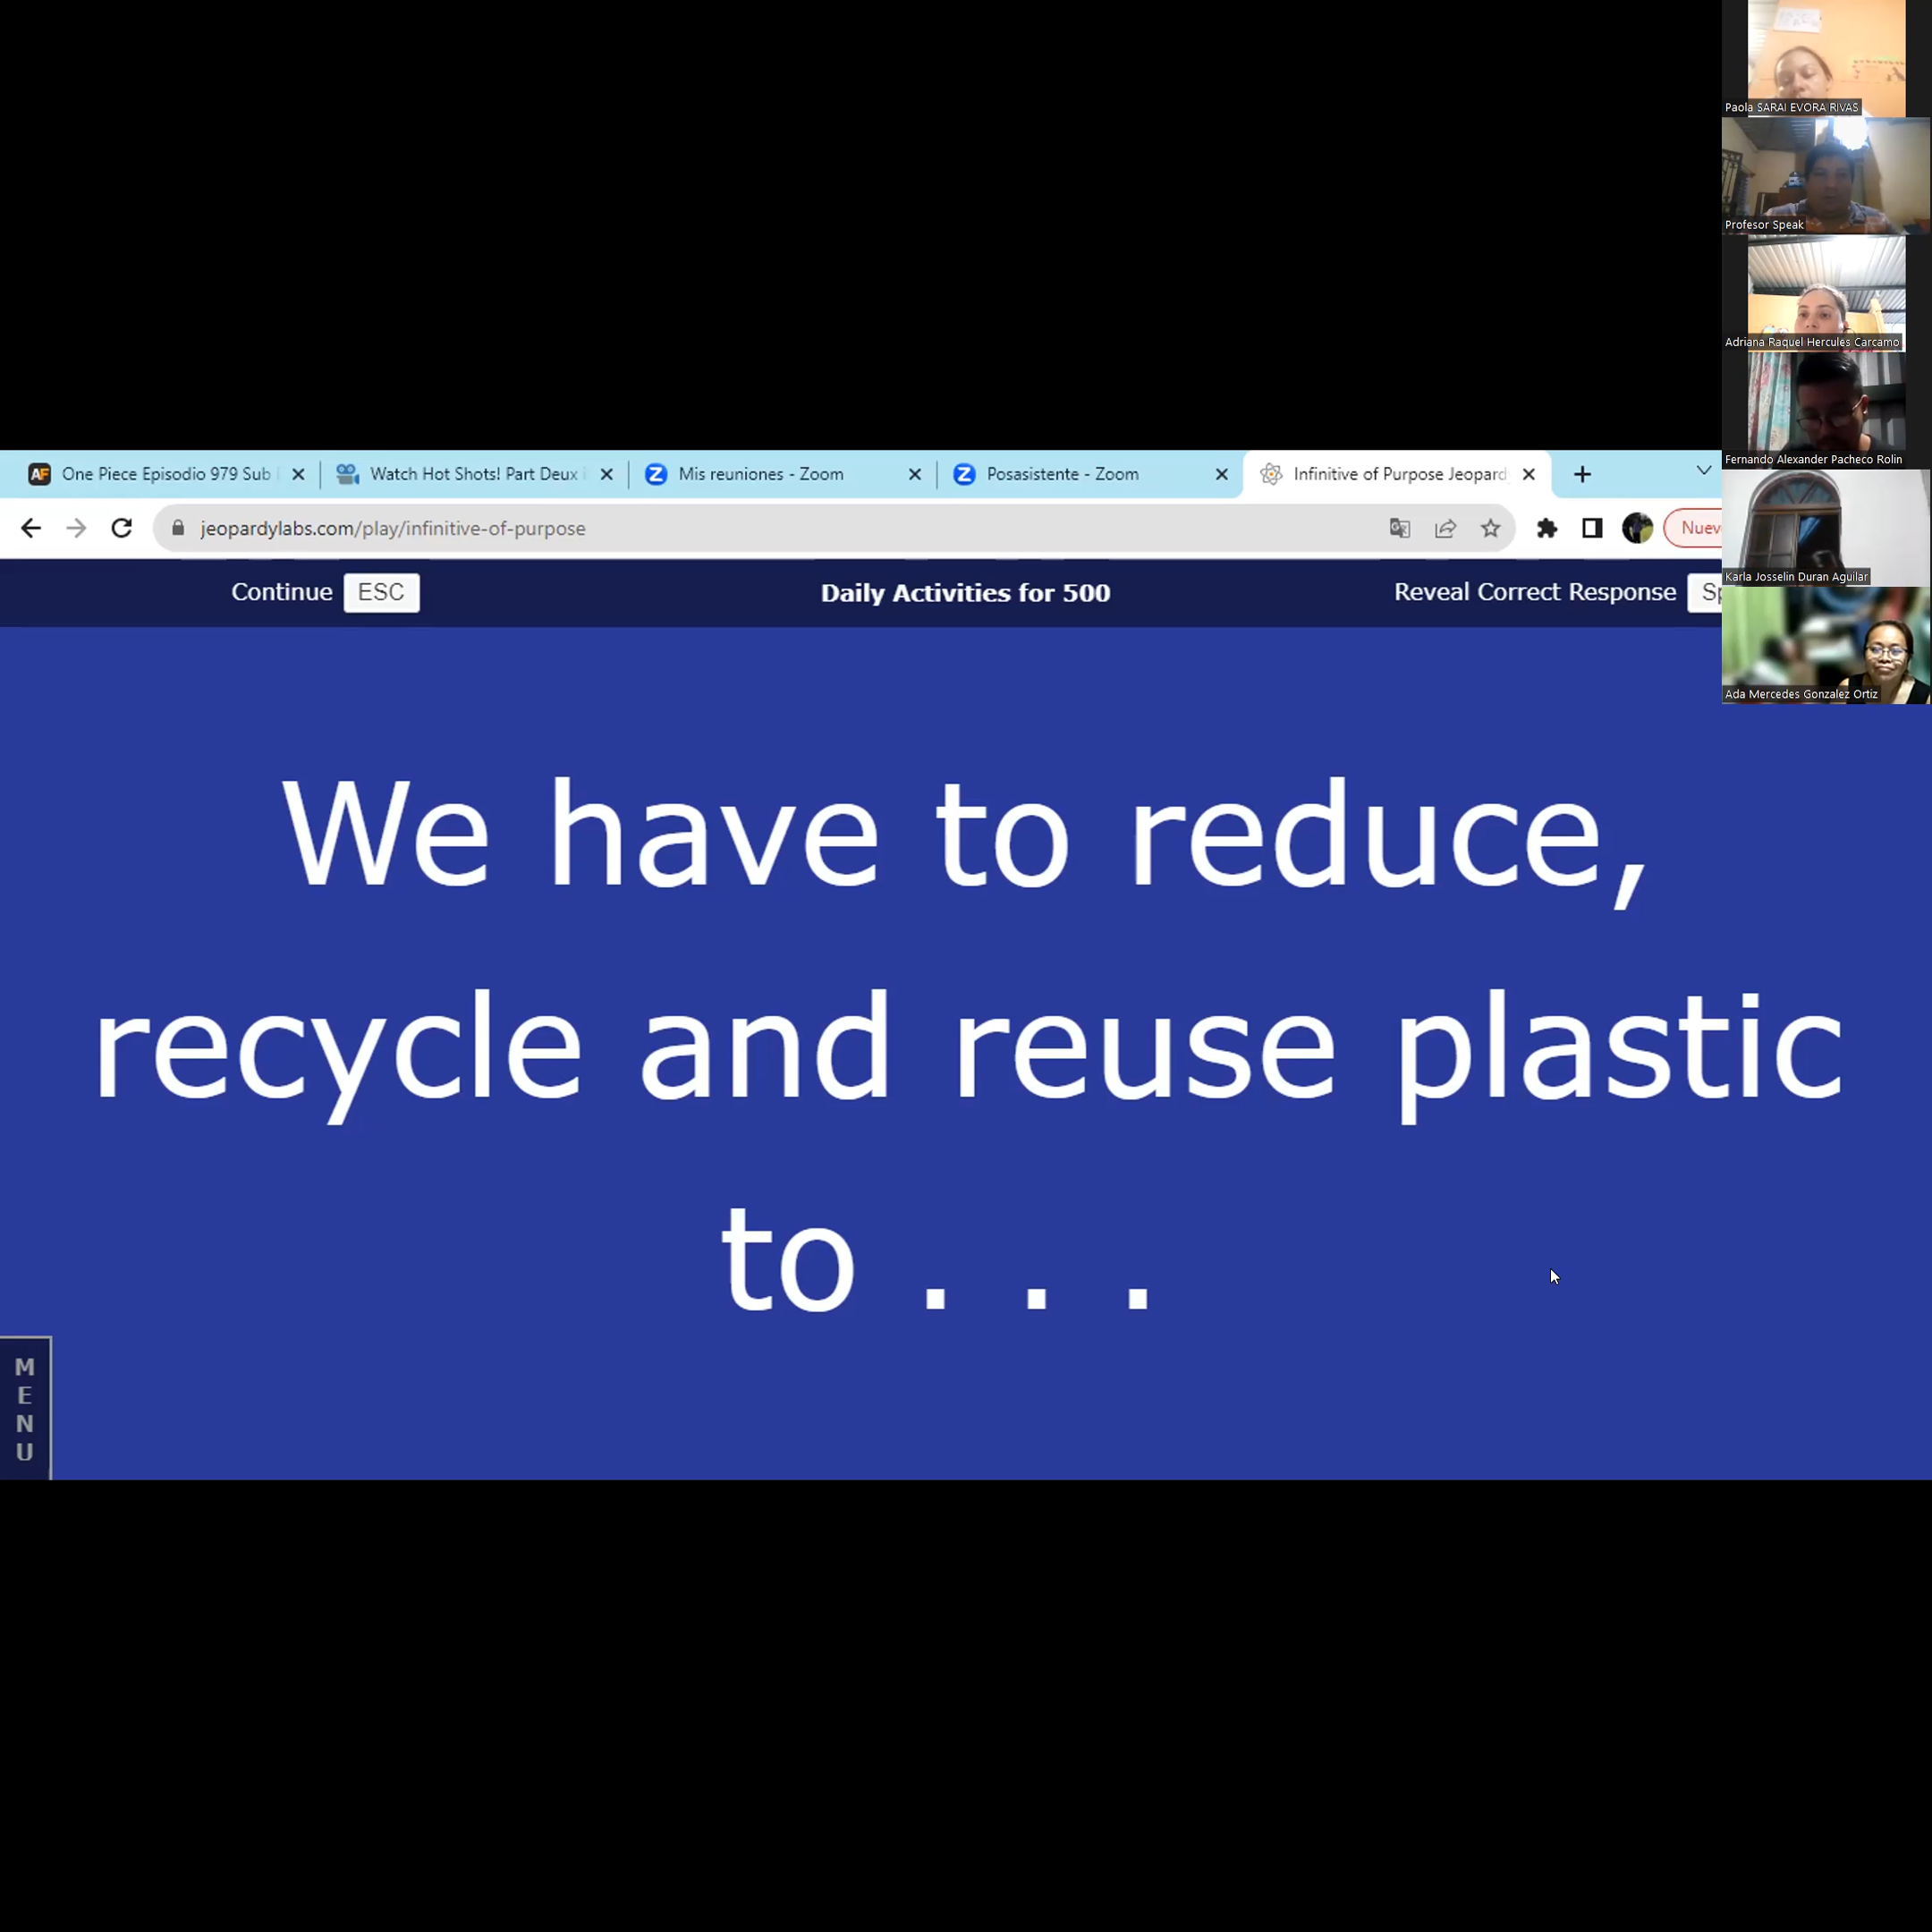 Paola SARAI EVORA RIVAS
Profesor Speak
Adriana Raquel Hercules Carcamo
Fernando Alexander Pacheco Rolin
Karla Josselin Duran Aguilar
Ada Mercedes Gonzalez Ortiz
AF One Piece Episodio 979 Sub
Watch Hot Shots! Part Deux
Mis reuniones - Zoom
Posasistente - Zoom
Infinitive of Purpose Jeopard
jeopardylabs.com/play/infinitive-of-purpose
Continue ESC
Daily Activities for 500
Reveal Correct Response
We have to reduce,
recycle and reuse plastic
to . . .
MENU